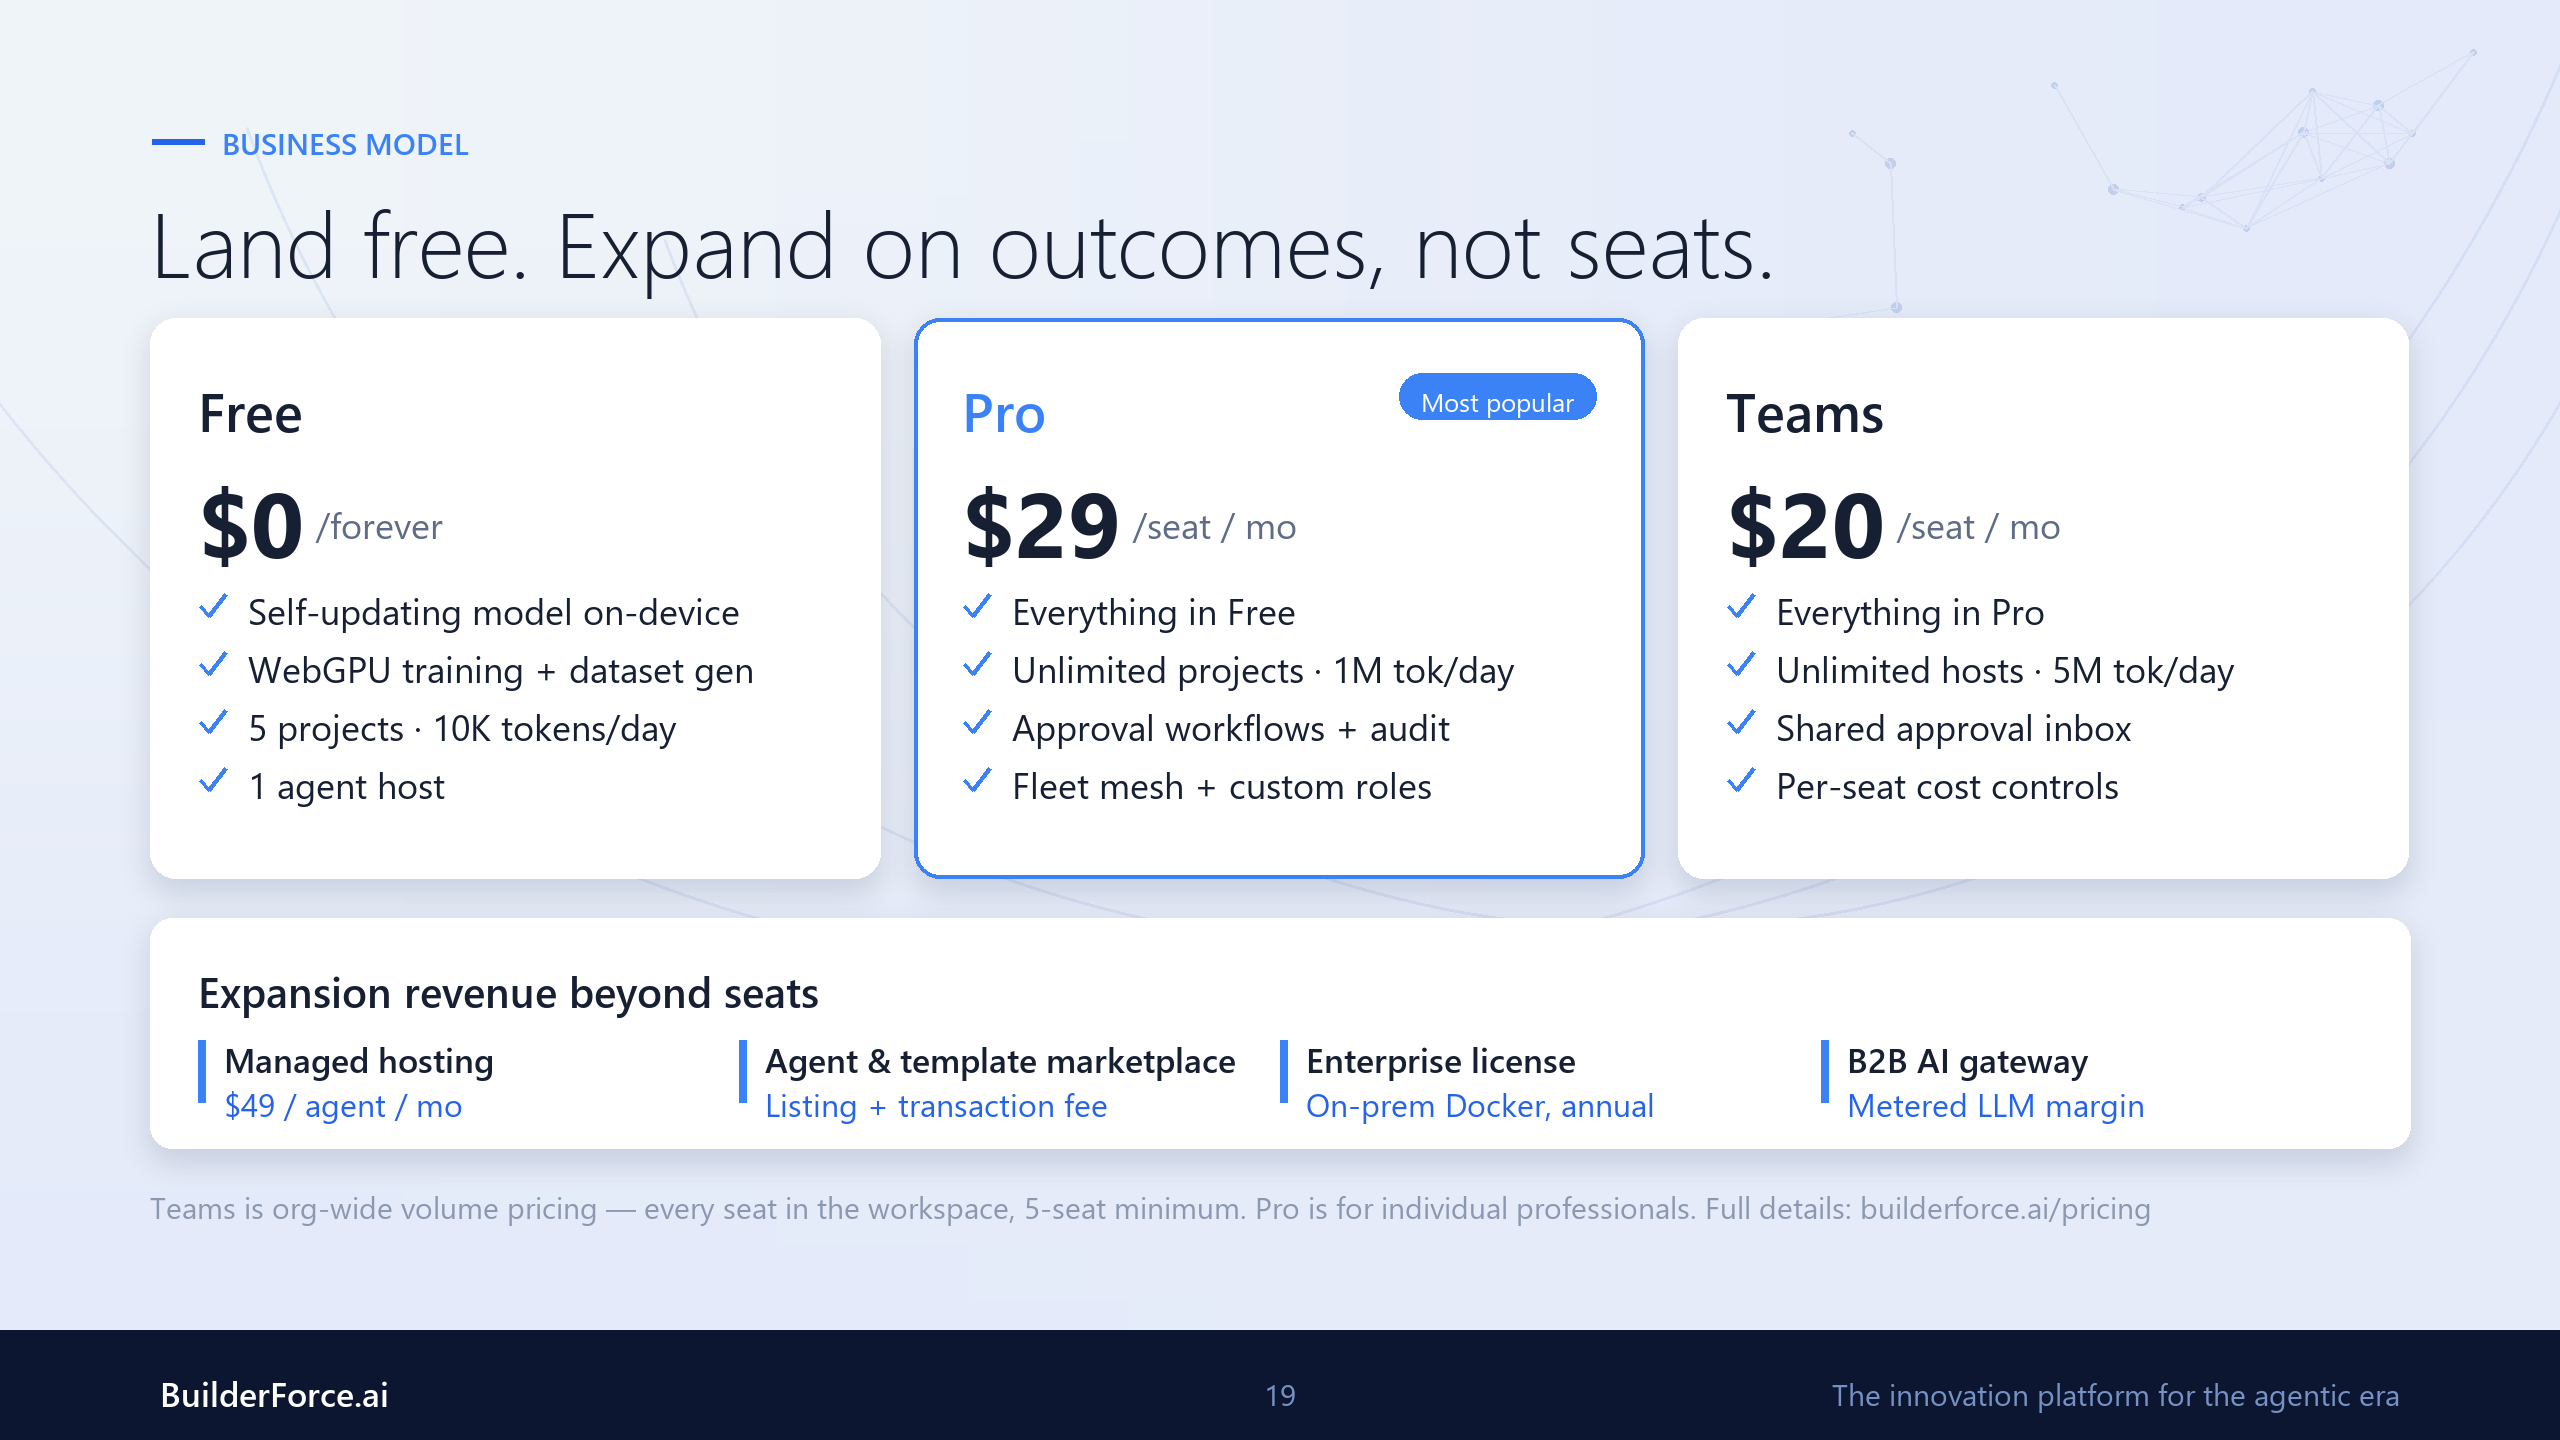 BUSINESS MODEL
Land free. Expand on outcomes, not seats.
Free
$0 /forever
Self-updating model on-device
WebGPU training + dataset gen
5 projects · 10K tokens/day
1 agent host
Pro
Most popular
$29 /seat / mo
Everything in Free
Unlimited projects · 1M tok/day
Approval workflows + audit
Fleet mesh + custom roles
Teams
$20 /seat / mo
Everything in Pro
Unlimited hosts · 5M tok/day
Shared approval inbox
Per-seat cost controls
Expansion revenue beyond seats
Managed hosting
$49 / agent / mo
Agent & template marketplace
Listing + transaction fee
Enterprise license
On-prem Docker, annual
B2B AI gateway
Metered LLM margin
Teams is org-wide volume pricing — every seat in the workspace, 5-seat minimum. Pro is for individual professionals. Full details: builderforce.ai/pricing
BuilderForce.ai
19
The innovation platform for the agentic era